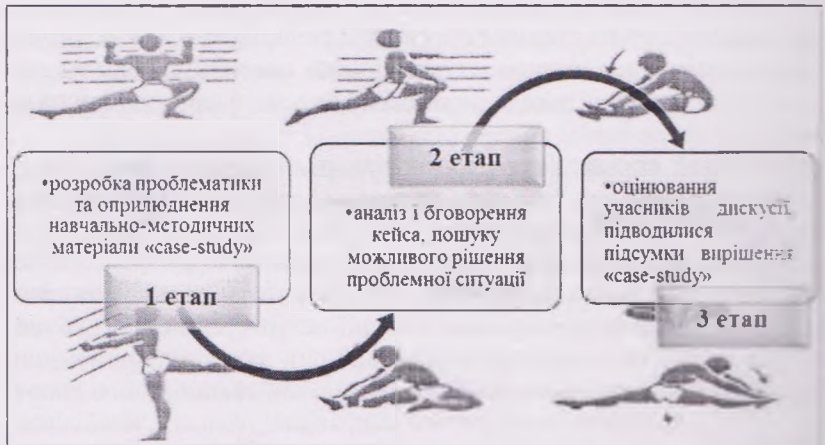 •розробка проблематики
та оприлюднення
навчально-методичних
матеріали «case-study»
1 етап
2 етап
•аналіз і бговорення
кейса, пошуку
можливого рішення
проблемної ситуації
•оцінювання
учасників дискусії,
підводилися
підсумки вирішення
«case-study»
3 етап